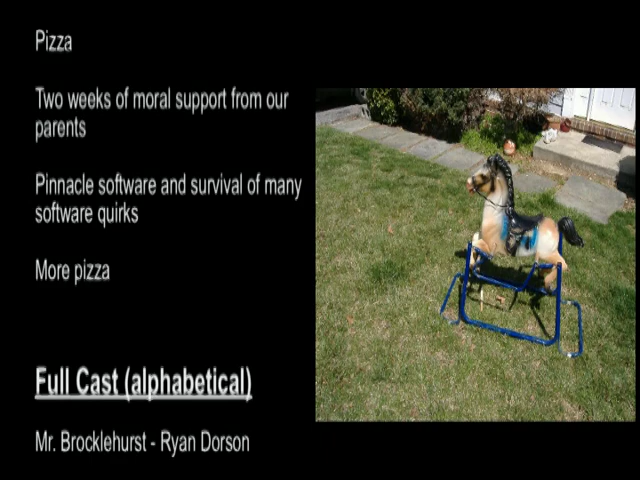 Pizza
Two weeks of moral support from our
parents
Pinnacle software and survival of many
software quirks
More pizza
Full Cast (alphabetical)
Mr. Brocklehurst - Ryan Dorson